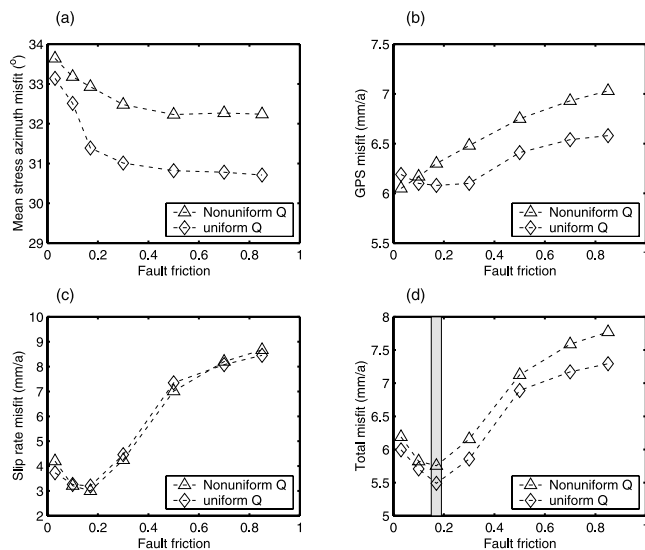 (a)
34
33
32
31
30
29
Mean stress azimuth misfit (°)
0
0.2
0.4
0.6
0.8
1
Fault friction
Nonuniform Q
uniform Q
(b)
7.5
7
6.5
6
5.5
GPS misfit (mm/a)
0
0.2
0.4
0.6
0.8
1
Fault friction
Nonuniform Q
uniform Q
(c)
10
9
8
7
6
5
4
3
2
Slip rate misfit (mm/a)
0
0.2
0.4
0.6
0.8
1
Fault friction
Nonuniform Q
uniform Q
(d)
8
7.5
7
6.5
6
5.5
5
Total misfit (mm/a)
0
0.2
0.4
0.6
0.8
1
Fault friction
Nonuniform Q
uniform Q